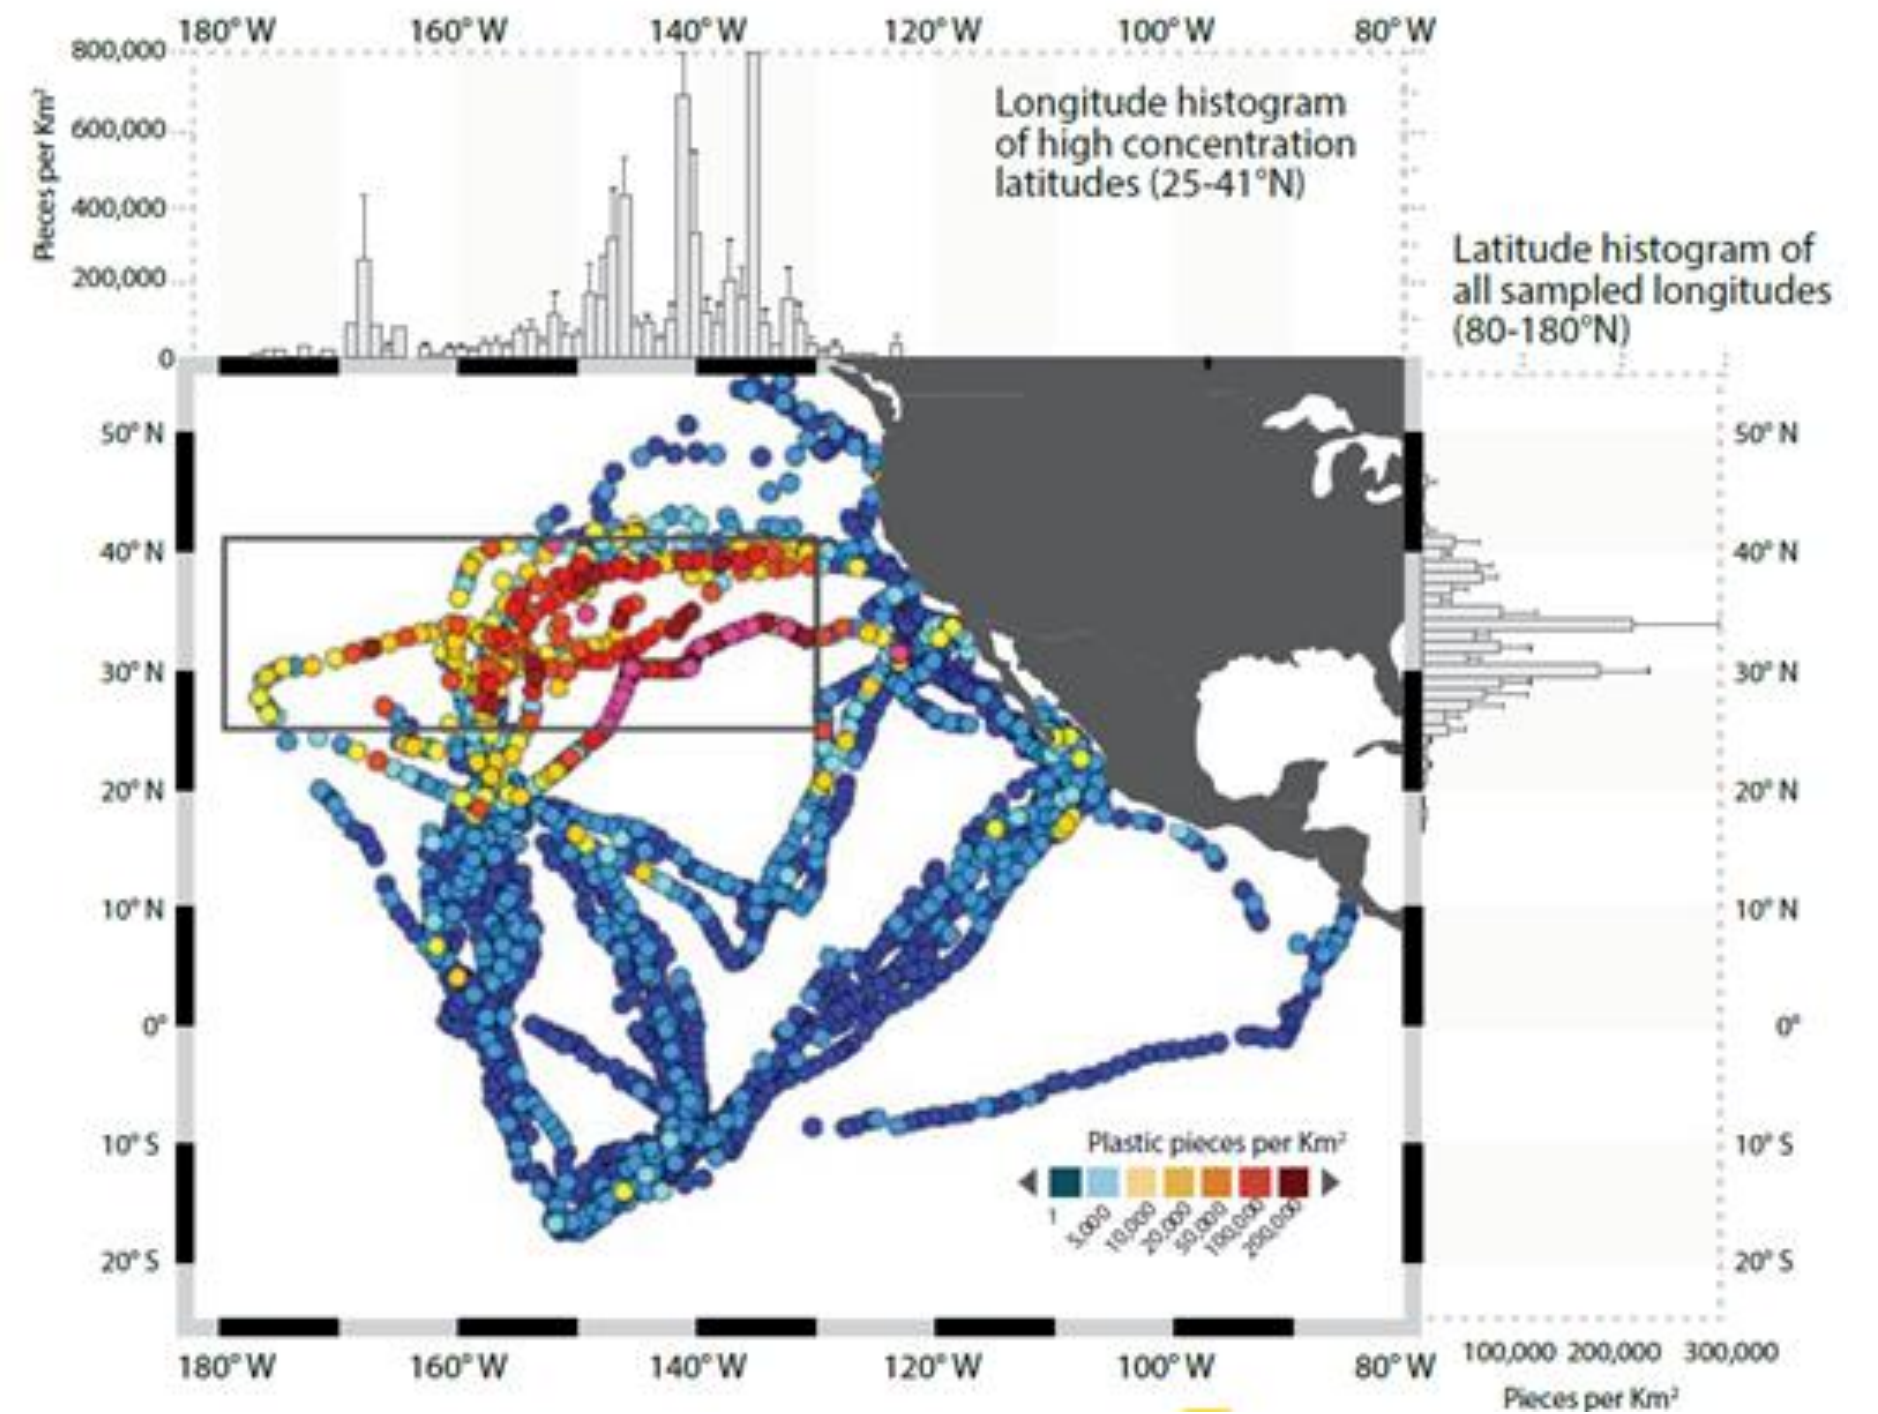 180° W 160° W 140° W 120° W 100° W 80° W
800,000
600,000
400,000
200,000
0
Pieces per Km²
Longitude histogram
of high concentration
latitudes (25-41°N)
Latitude histogram of
all sampled longitudes
(80-180°N)
50° N
40° N
30° N
20° N
10° N
0°
10° S
20° S
50° N
40° N
30° N
20° N
10° N
0°
10° S
20° S
Plastic pieces per Km²
1 5,000 10,000 20,000 50,000 100,000 200,000
180° W 160° W 140° W 120° W 100° W 80° W
100,000 200,000 300,000
Pieces per Km²